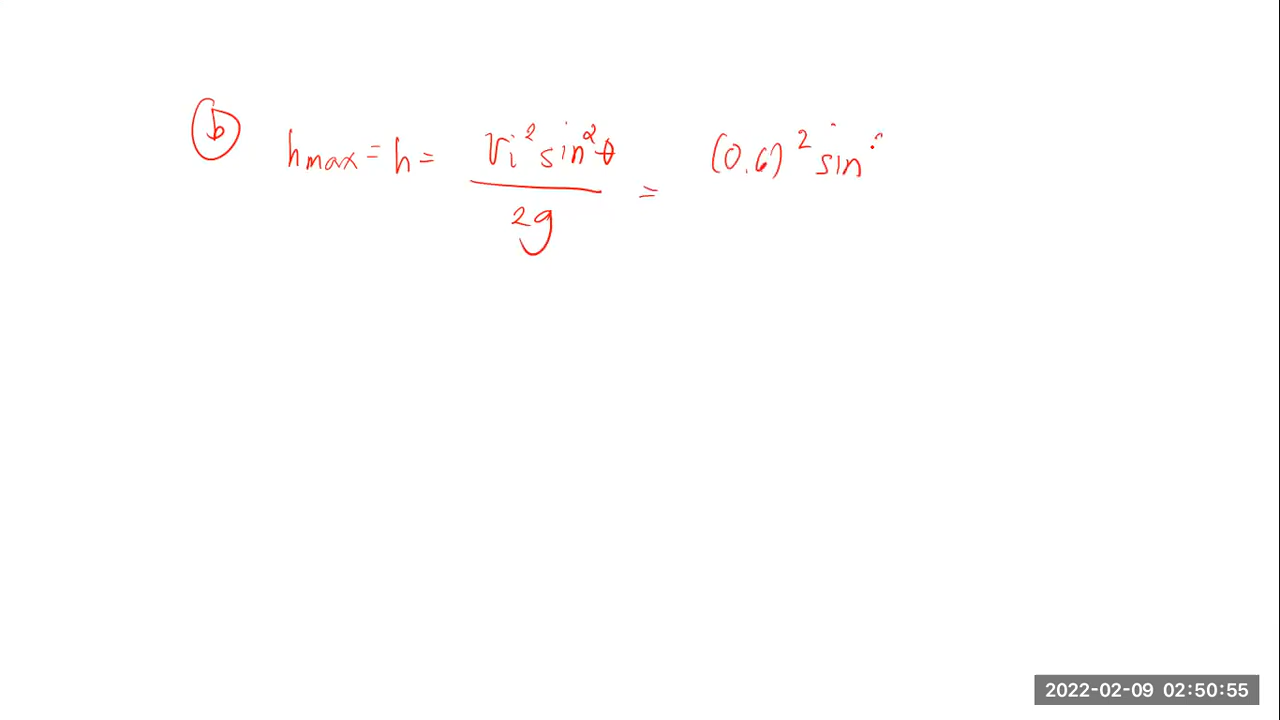 b hmax = h = vi² sin²θ / 2g = (0.6)² sin
2022-02-09 02:50:55